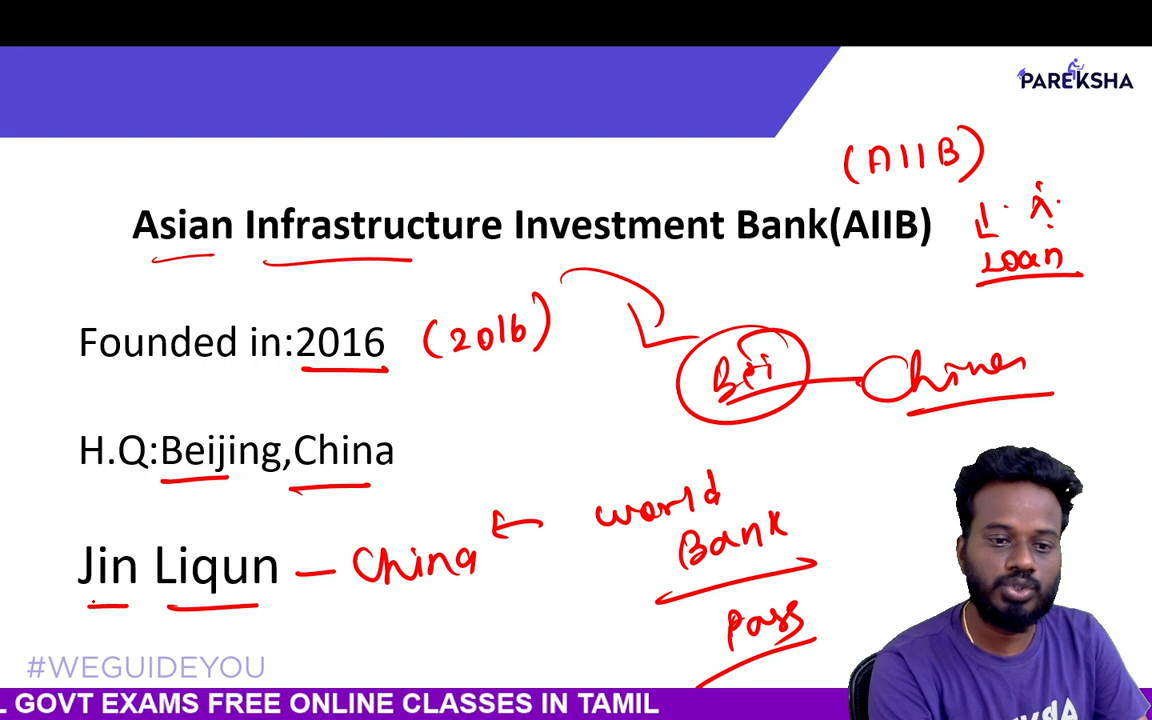 PAREKSHA
(AIIB)
Asian Infrastructure Investment Bank(AIIB)
Loan
Founded in:2016 (2016)
H.Q:Beijing,China
World
Bank
Jin Liqun — China
Pass
#WEGUIDEYOU
L GOVT EXAMS FREE ONLINE CLASSES IN TAMIL